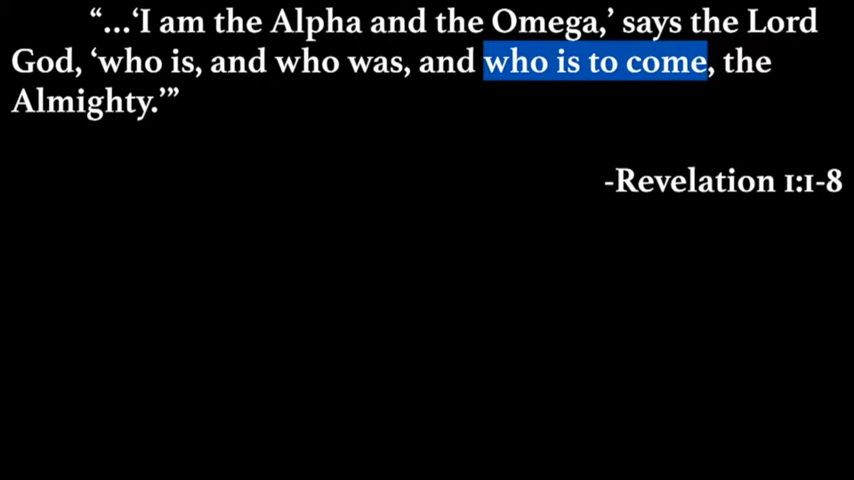 “...‘I am the Alpha and the Omega,’ says the Lord
God, ‘who is, and who was, and who is to come, the
Almighty.’”
-Revelation 1:1-8